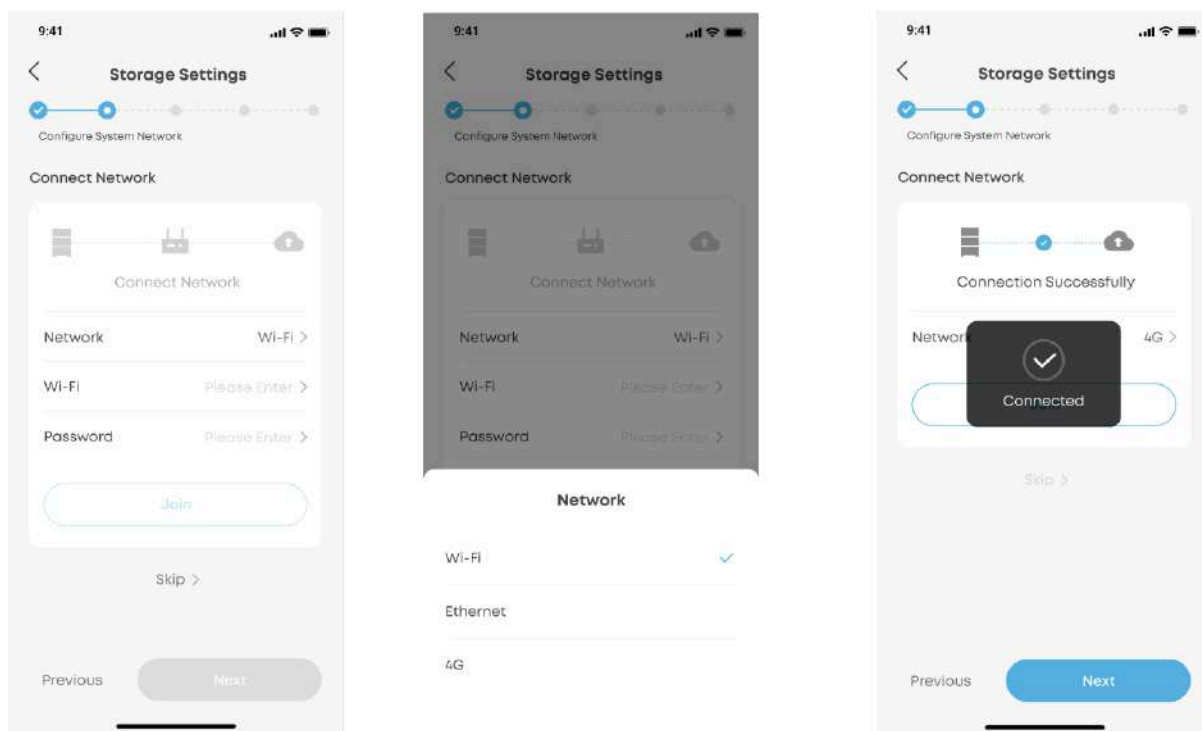 9:41
Storage Settings
Configure System Network
Connect Network
Connect Network
Network Wi-Fi >
Wi-Fi Please Enter >
Password Please Enter >
Join
Skip >
Previous Next
9:41
Storage Settings
Configure System Network
Connect Network
Connect Network
Network Wi-Fi >
Wi-Fi Please Enter >
Password Please Enter >
Network
Wi-Fi
Ethernet
4G
9:41
Storage Settings
Configure System Network
Connect Network
Connection Successfully
Network 4G >
Connected
Skip >
Previous Next